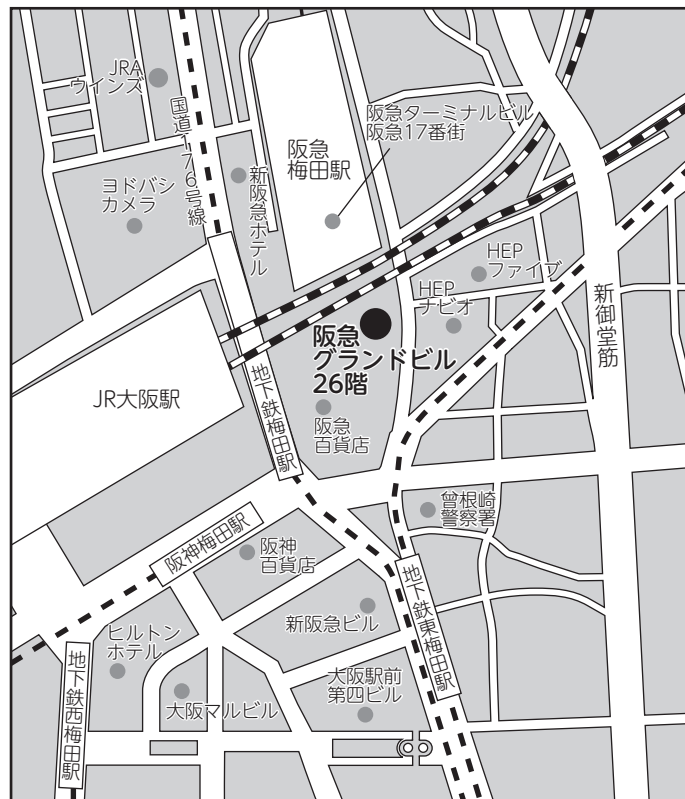 JRA
ウインズ
国道176号線
阪急ターミナルビル
阪急17番街
阪急
梅田駅
ヨドバシ
カメラ
新阪急ホテル
HEP
ファイブ
HEP
ナビオ
新御堂筋
阪急
グランドビル
26階
JR大阪駅
地下鉄梅田駅
阪急
百貨店
曾根崎
警察署
阪神梅田駅
阪神
百貨店
地下鉄東梅田駅
新阪急ビル
ヒルトン
ホテル
地下鉄西梅田駅
大阪マルビル
大阪駅前
第四ビル